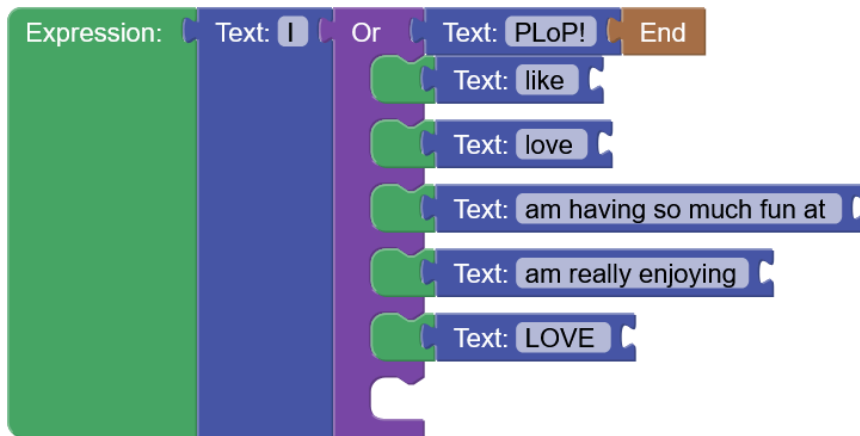 Expression: Text: I Or Text: PLoP! End
Text: like
Text: love
Text: am having so much fun at
Text: am really enjoying
Text: LOVE